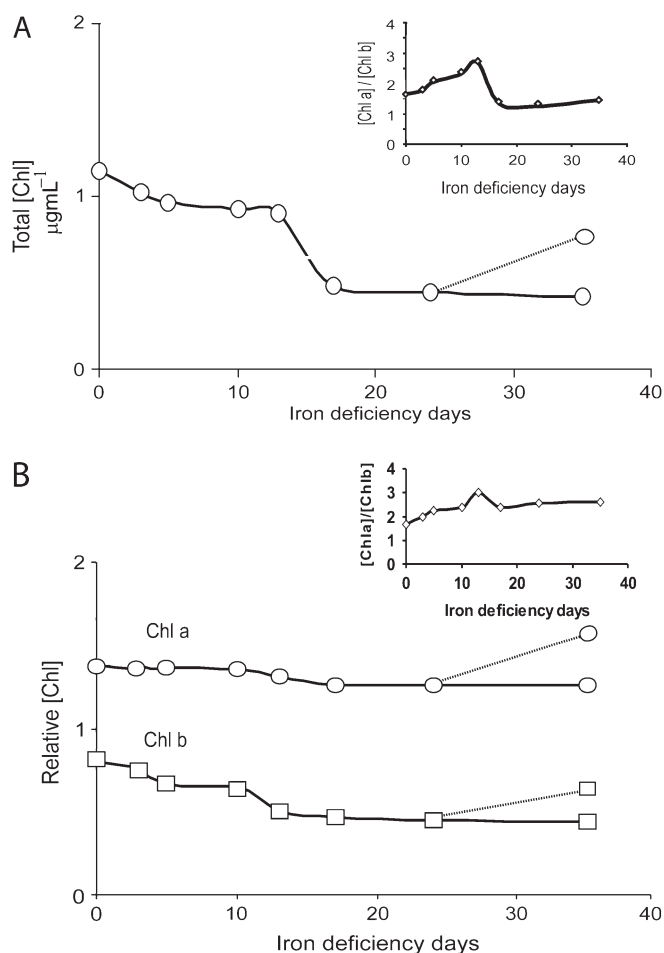 A
2
1
0
Total [Chl]
µgmL⁻¹
0
10
20
30
40
Iron deficiency days
4
3
2
1
0
[Chl a] / [Chl b]
0
10
20
30
40
Iron deficiency days
B
2
1
0
Relative [Chl]
Chl a
Chl b
0
10
20
30
40
Iron deficiency days
4
3
2
1
0
[Chla]/[Chlb]
0
10
20
30
40
Iron deficiency days